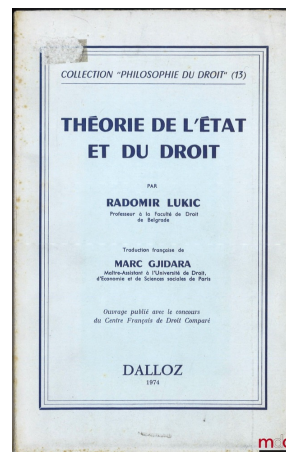 COLLECTION "PHILOSOPHIE DU DROIT" (13)
THÉORIE DE L'ÉTAT
ET DU DROIT
PAR
RADOMIR LUKIC
Professeur à la Faculté de Droit
de Belgrade
Traduction française de
MARC GJIDARA
Maître-Assistant à l'Université de Droit,
d'Economie et de Sciences sociales de Paris
Ouvrage publié avec le concours
du Centre Français de Droit Comparé
DALLOZ
1974